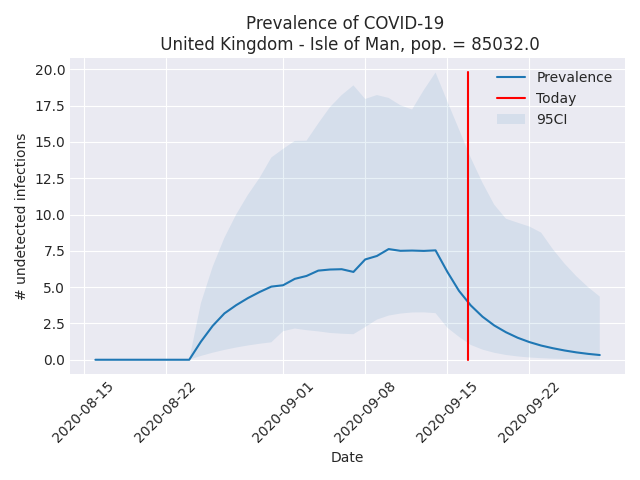 Prevalence of COVID-19
United Kingdom - Isle of Man, pop. = 85032.0
20.0
17.5
15.0
12.5
10.0
7.5
5.0
2.5
0.0
# undetected infections
Prevalence
Today
95CI
2020-08-15
2020-08-22
2020-09-01
2020-09-08
2020-09-15
2020-09-22
Date